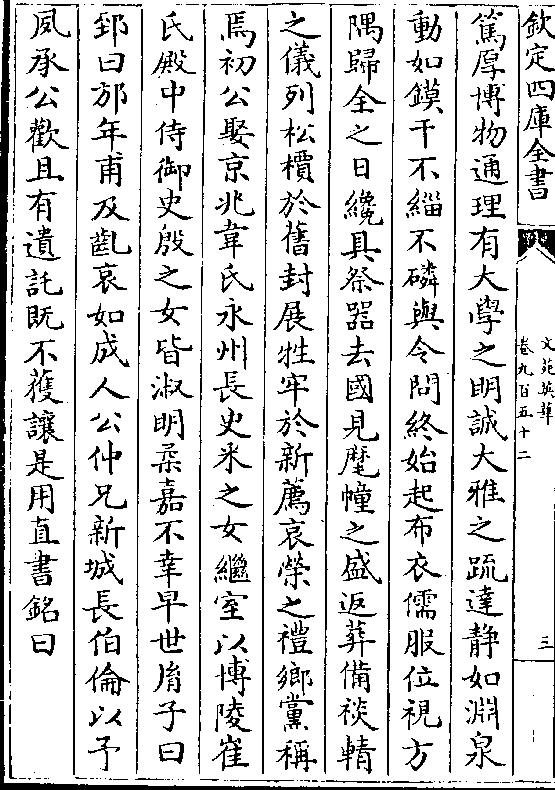 欽定四庫全書
文苑英華
卷九百五十二
三
篤厚博物通理有大學之明誠大雅之疏達静如淵泉
動如鏌干不緇不磷與令問終始起布衣儒服位視方
隅歸全之日纔具祭器去國見麾幢之盛返葬備祲輤
之儀列松檟於舊封展牲牢於新薦哀榮之禮鄉黨稱
焉初公娶京兆韋氏永州長史氶之女繼室以博陵崔
氏殿中侍御史殷之女皆淑明柔嘉不幸早世胤子曰
郅曰邡年甫及齓哀如成人公仲兄新城長伯倫以予
夙承公歡且有遺託既不獲讓是用直書銘曰